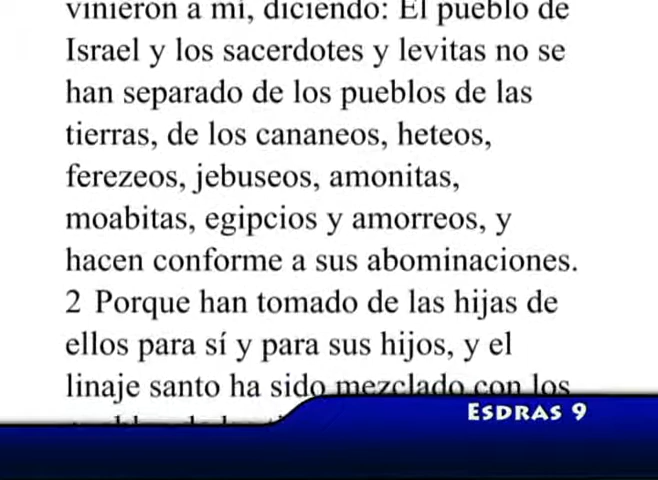 vinieron a mí, diciendo: El pueblo de
Israel y los sacerdotes y levitas no se
han separado de los pueblos de las
tierras, de los cananeos, heteos,
ferezeos, jebuseos, amonitas,
moabitas, egipcios y amorreos, y
hacen conforme a sus abominaciones.
2 Porque han tomado de las hijas de
ellos para sí y para sus hijos, y el
linaje santo ha sido mezclado con los
ESDRAS 9